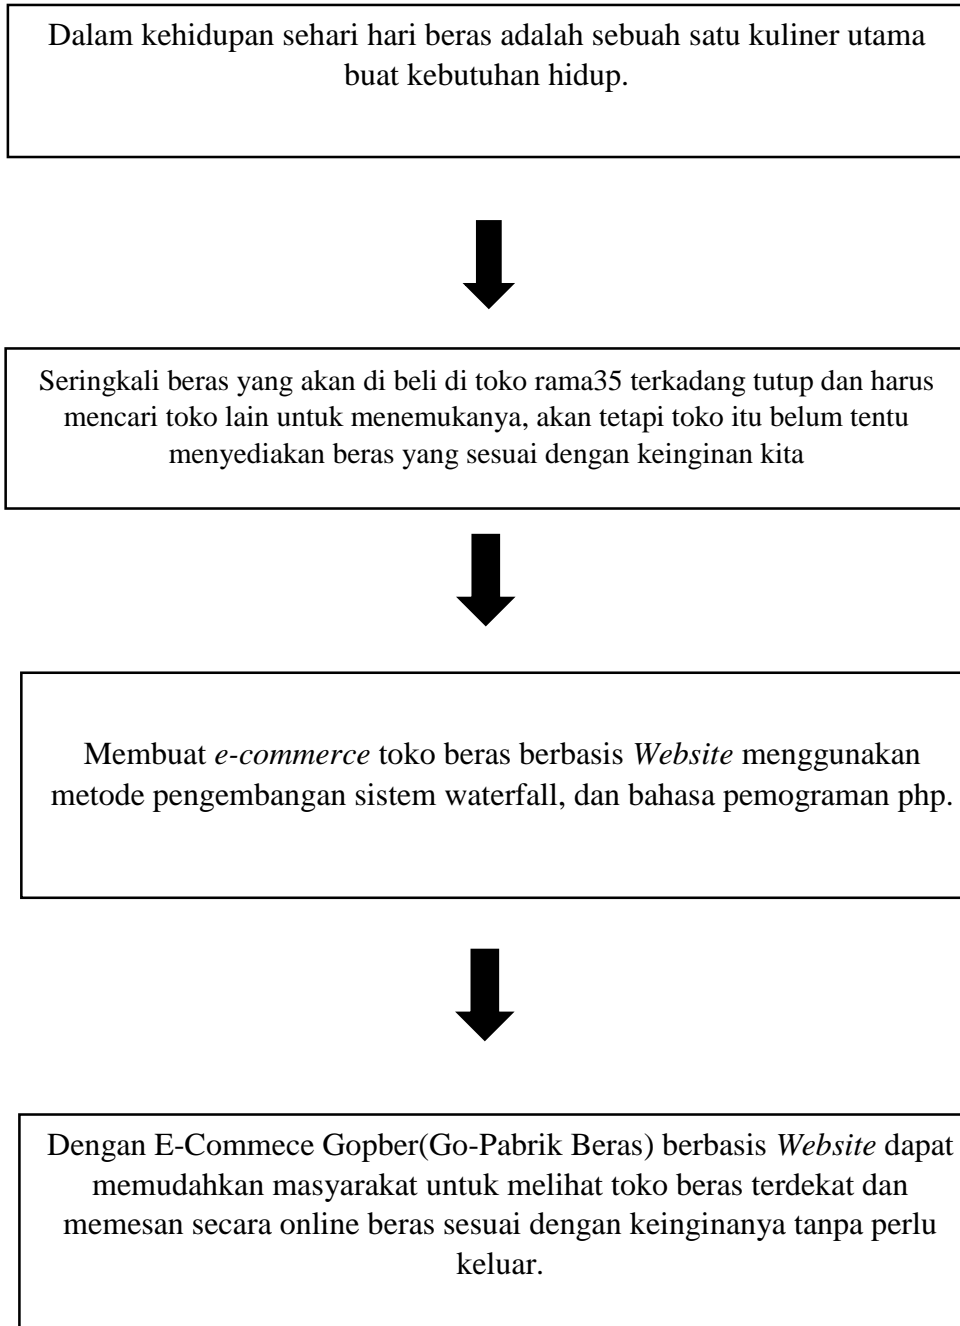 Dalam kehidupan sehari hari beras adalah sebuah satu kuliner utama
buat kebutuhan hidup.
Seringkali beras yang akan di beli di toko rama35 terkadang tutup dan harus
mencari toko lain untuk menemukanya, akan tetapi toko itu belum tentu
menyediakan beras yang sesuai dengan keinginan kita
Membuat e-commerce toko beras berbasis Website menggunakan
metode pengembangan sistem waterfall, dan bahasa pemograman php.
Dengan E-Commece Gopber(Go-Pabrik Beras) berbasis Website dapat
memudahkan masyarakat untuk melihat toko beras terdekat dan
memesan secara online beras sesuai dengan keinginanya tanpa perlu
keluar.